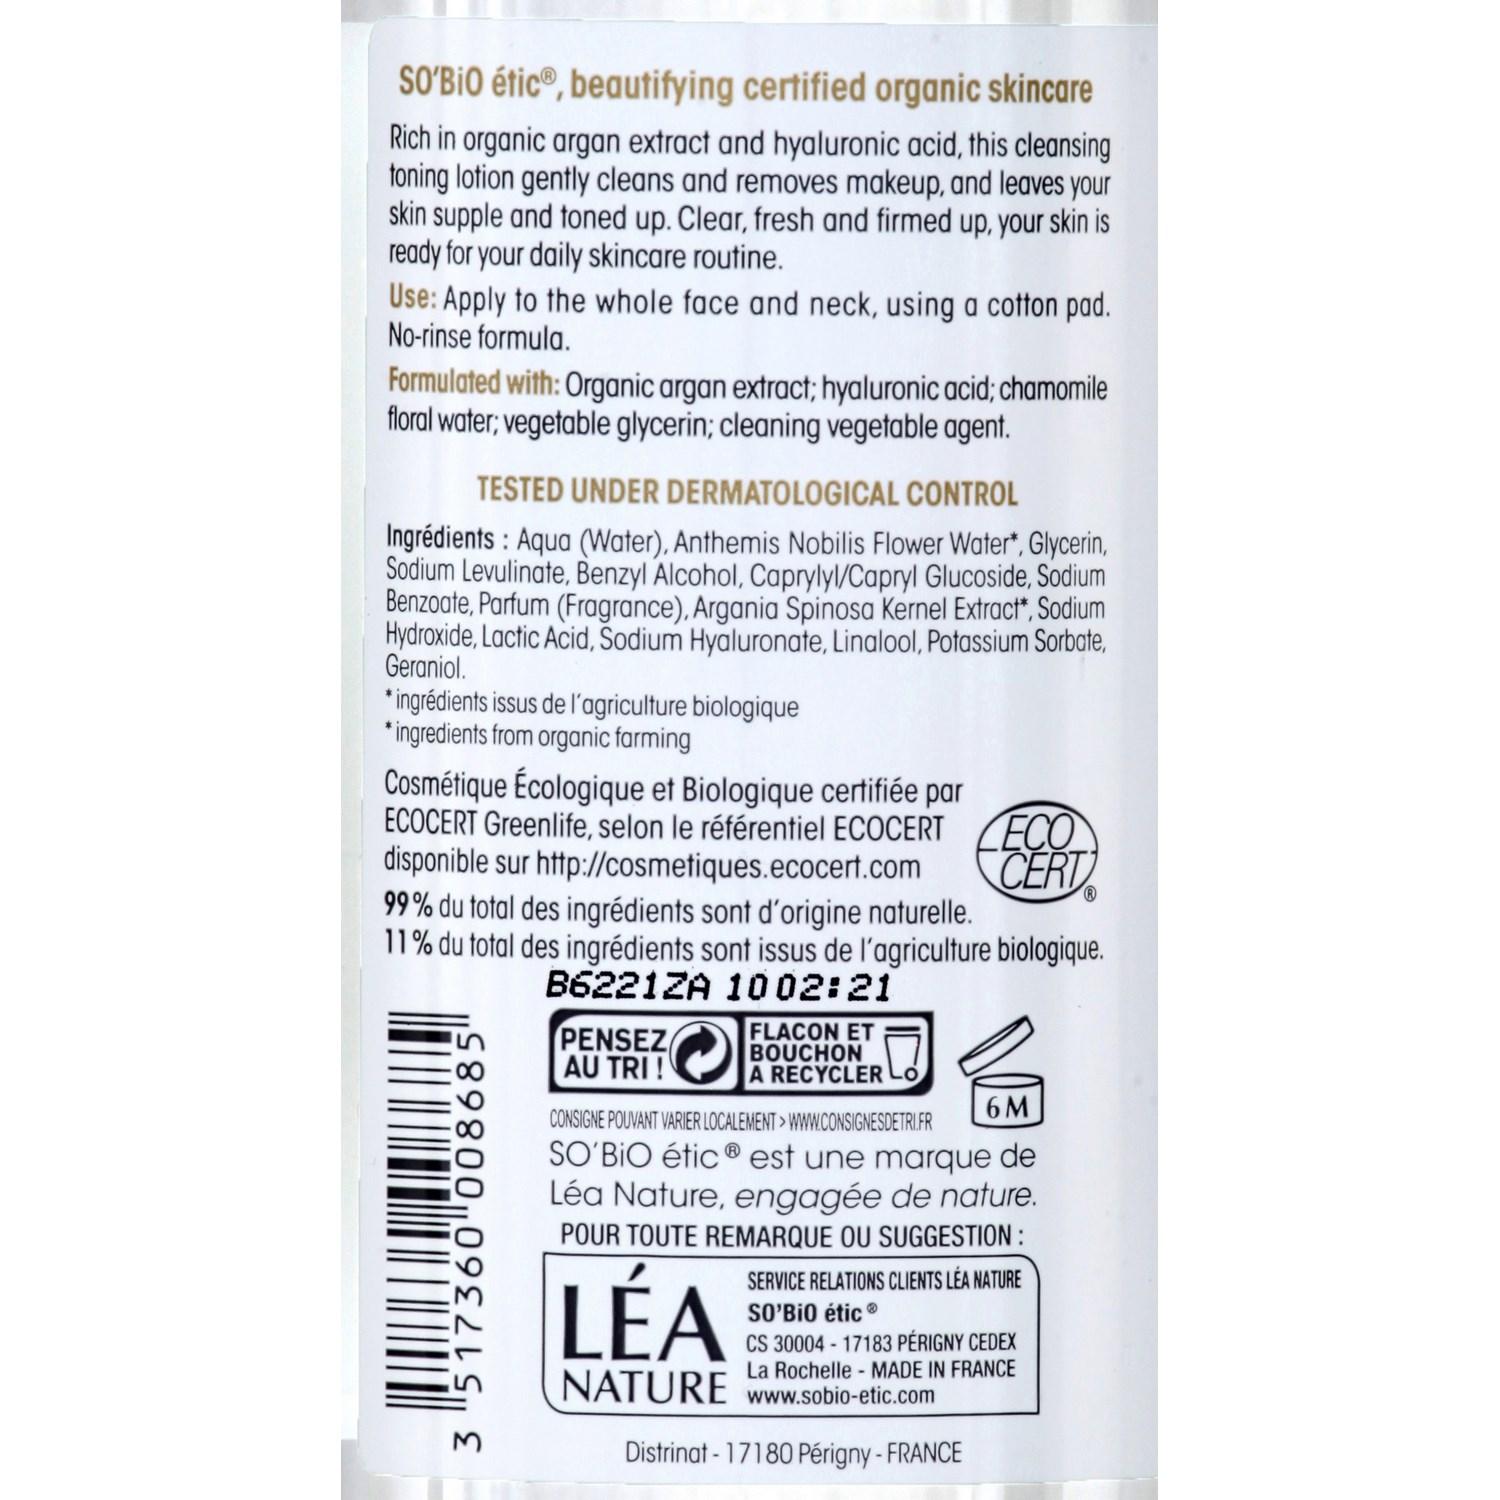 SO'BiO étic®, beautifying certified organic skincare
Rich in organic argan extract and hyaluronic acid, this cleansing
toning lotion gently cleans and removes makeup, and leaves your
skin supple and toned up. Clear, fresh and firmed up, your skin is
ready for your daily skincare routine.
Use: Apply to the whole face and neck, using a cotton pad.
No-rinse formula.
Formulated with: Organic argan extract; hyaluronic acid; chamomile
floral water; vegetable glycerin; cleaning vegetable agent.
TESTED UNDER DERMATOLOGICAL CONTROL
Ingrédients : Aqua (Water), Anthemis Nobilis Flower Water*, Glycerin,
Sodium Levulinate, Benzyl Alcohol, Caprylyl/Capryl Glucoside, Sodium
Benzoate, Parfum (Fragrance), Argania Spinosa Kernel Extract*, Sodium
Hydroxide, Lactic Acid, Sodium Hyaluronate, Linalool, Potassium Sorbate,
Geraniol.
*ingrédients issus de l'agriculture biologique
*ingredients from organic farming
Cosmétique Écologique et Biologique certifiée par
ECOCERT Greenlife, selon le référentiel ECOCERT
disponible sur http://cosmetiques.ecocert.com
ECO
CERT®
99% du total des ingrédients sont d'origine naturelle.
11% du total des ingrédients sont issus de l'agriculture biologique.
B6221ZA 10 02:21
PENSEZ
AU TRI !
FLACON ET
BOUCHON
A RECYCLER
6 M
CONSIGNE POUVANT VARIER LOCALEMENT > WWW.CONSIGNESDETRI.FR
SO'BiO étic® est une marque de
Léa Nature, engagée de nature.
POUR TOUTE REMARQUE OU SUGGESTION :
LÉA
NATURE
SERVICE RELATIONS CLIENTS LÉA NATURE
SO'BiO étic®
CS 30004 - 17183 PÉRIGNY CEDEX
La Rochelle - MADE IN FRANCE
www.sobio-etic.com
Distrinat - 17180 Périgny - FRANCE
3 517360 008685